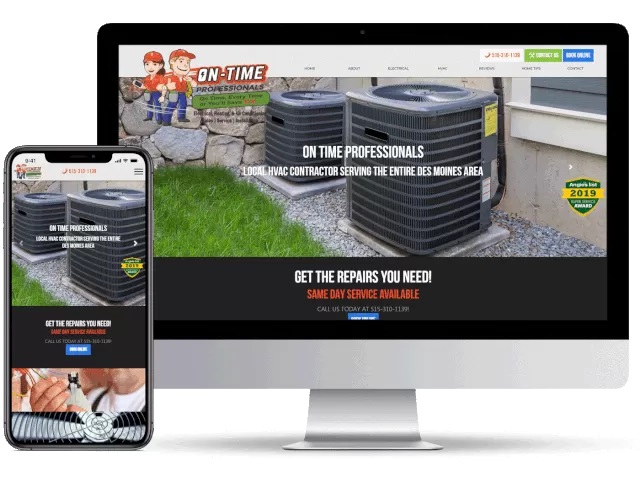 515-310-1139 CONTACT US BOOK ONLINE
HOME ABOUT ELECTRICAL HVAC REVIEWS HOME TIPS CONTACT
ON-TIME
PROFESSIONALS
On Time, Every Time
or You'll Save
ON TIME PROFESSIONALS
LOCAL HVAC CONTRACTOR SERVING THE ENTIRE DES MOINES AREA
Angie's list
2019
SUPER SERVICE
AWARD
GET THE REPAIRS YOU NEED!
SAME DAY SERVICE AVAILABLE
CALL US TODAY AT 515-310-1139!
9:41
515-310-1139
ON TIME PROFESSIONALS
LOCAL HVAC CONTRACTOR SERVING THE ENTIRE
DES MOINES AREA
2019
GET THE REPAIRS YOU NEED!
SAME DAY SERVICE AVAILABLE
CALL US TODAY AT 515-310-1139!
BOOK ONLINE